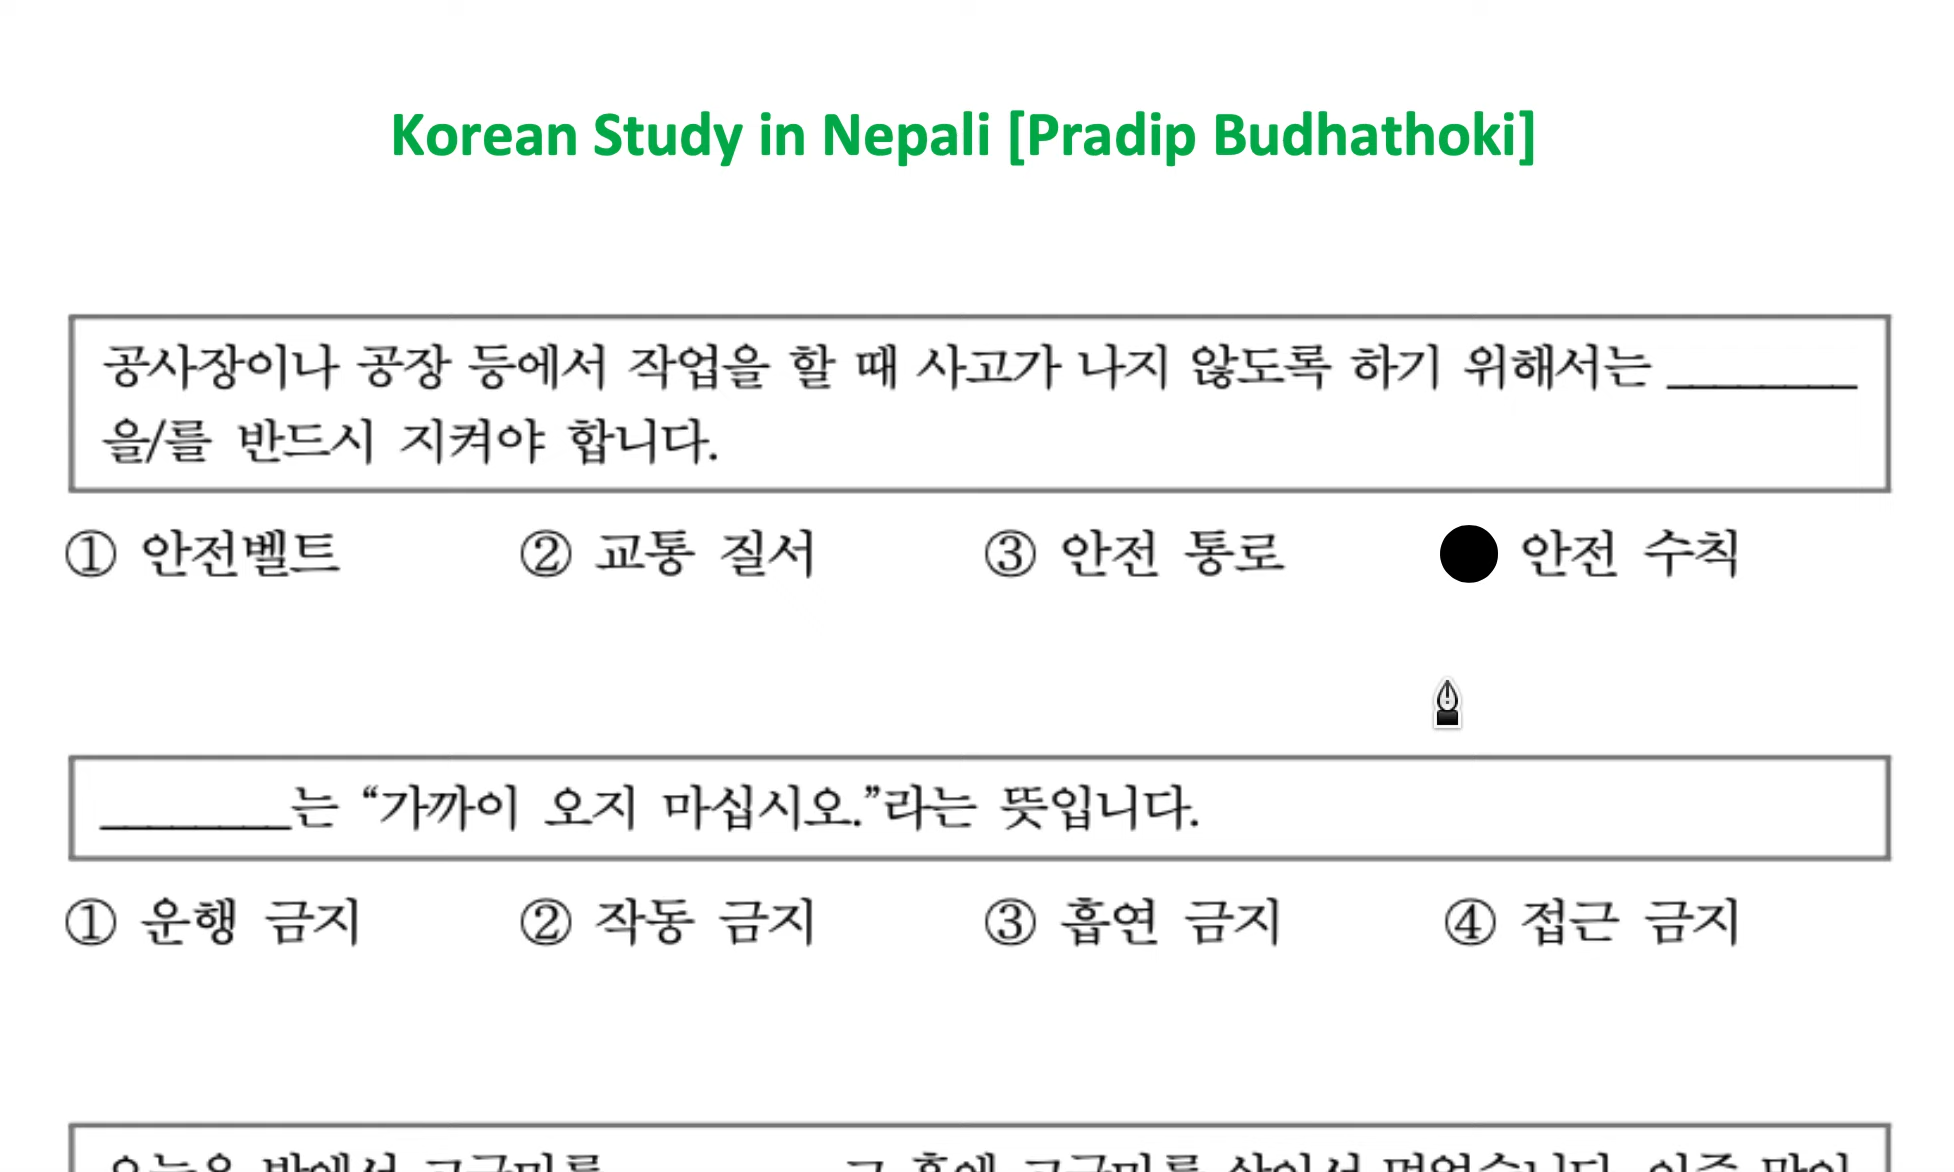 Korean Study in Nepali [Pradip Budhathoki]
공사장이나 공장 등에서 작업을 할 때 사고가 나지 않도록 하기 위해서는 ________
을/를 반드시 지켜야 합니다.
① 안전벨트 ② 교통 질서 ③ 안전 통로 ● 안전 수칙
________는 “가까이 오지 마십시오.”라는 뜻입니다.
① 운행 금지 ② 작동 금지 ③ 흡연 금지 ④ 접근 금지